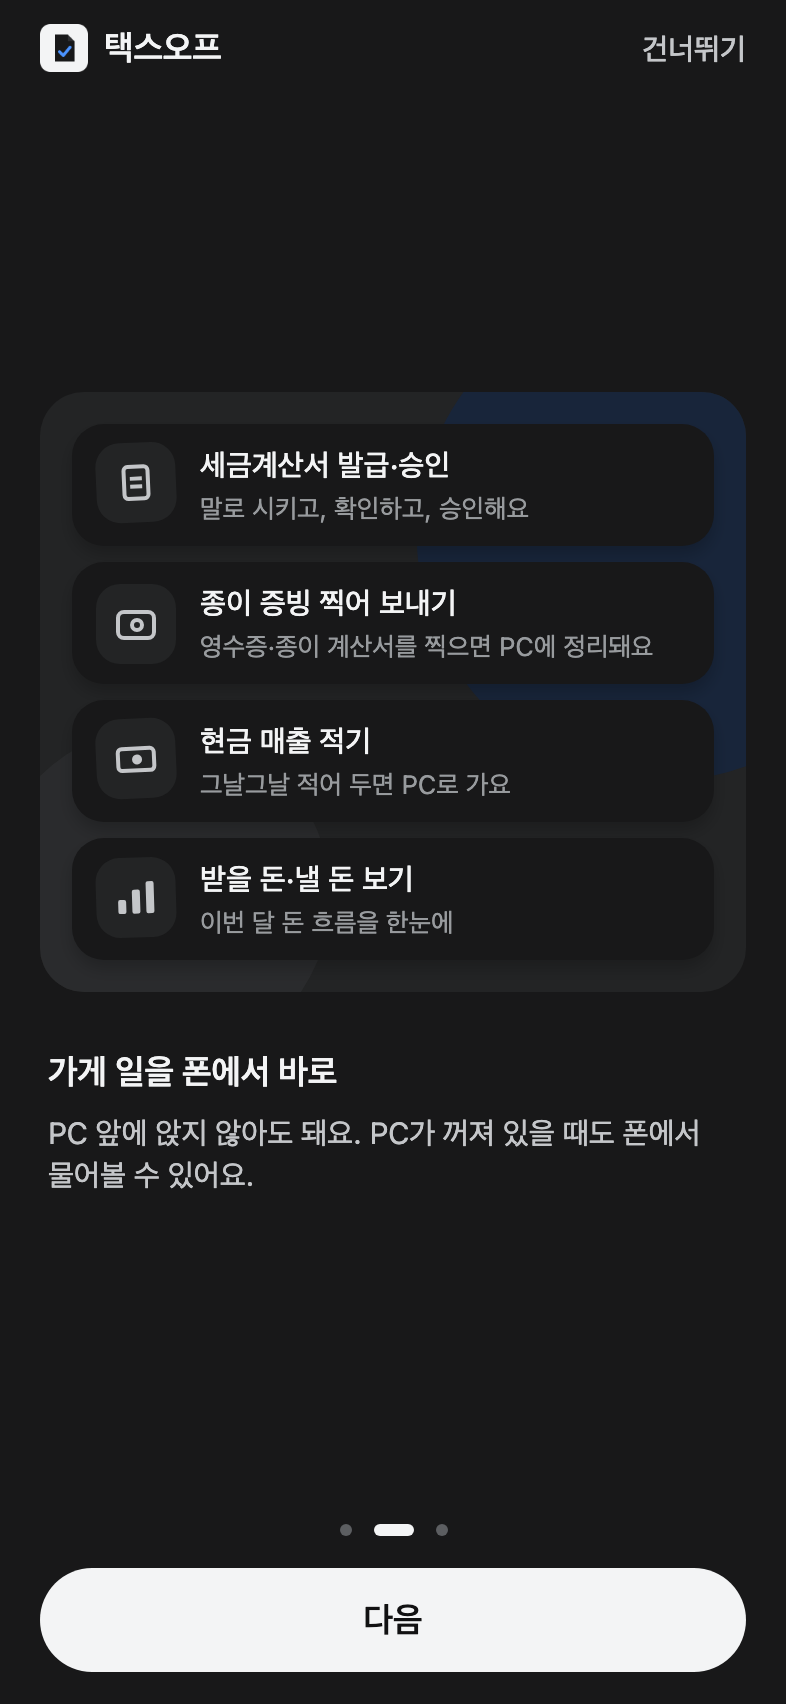 택스오프
건너뛰기
세금계산서 발급·승인
말로 시키고, 확인하고, 승인해요
종이 증빙 찍어 보내기
영수증·종이 계산서를 찍으면 PC에 정리돼요
현금 매출 적기
그날그날 적어 두면 PC로 가요
받을 돈·낼 돈 보기
이번 달 돈 흐름을 한눈에
가게 일을 폰에서 바로
PC 앞에 앉지 않아도 돼요. PC가 꺼져 있을 때도 폰에서
물어볼 수 있어요.
다음